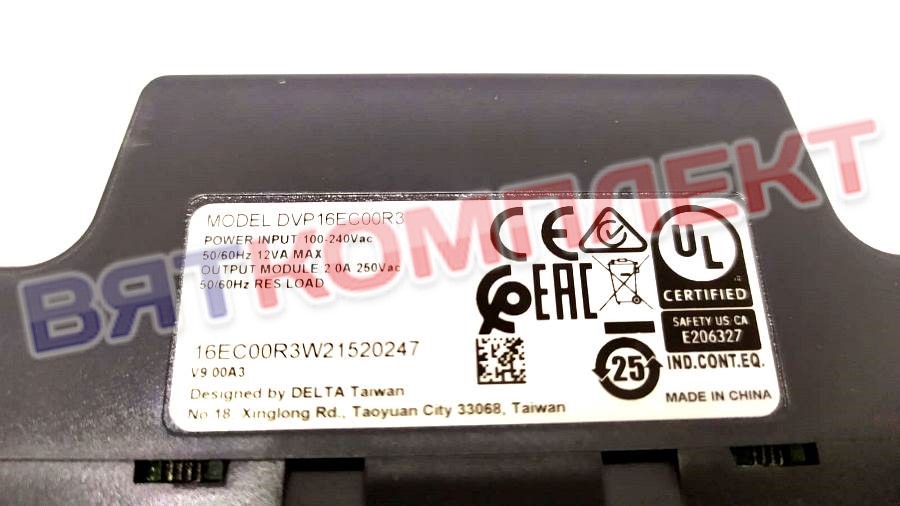 MODEL DVP16EC00R3
POWER INPUT 100-240Vac
50/60Hz 12VA MAX
OUTPUT MODULE 2.0A 250Vac
50/60Hz RES.LOAD
16EC00R3W21520247
V9.00A3
Designed by DELTA Taiwan
No 18, Xinglong Rd., Taoyuan City 33068, Taiwan
CE
EAC
25
UL
CERTIFIED
SAFETY US CA
E206327
IND.CONT.EQ.
MADE IN CHINA
ВЯТКОМПЛЕКТ